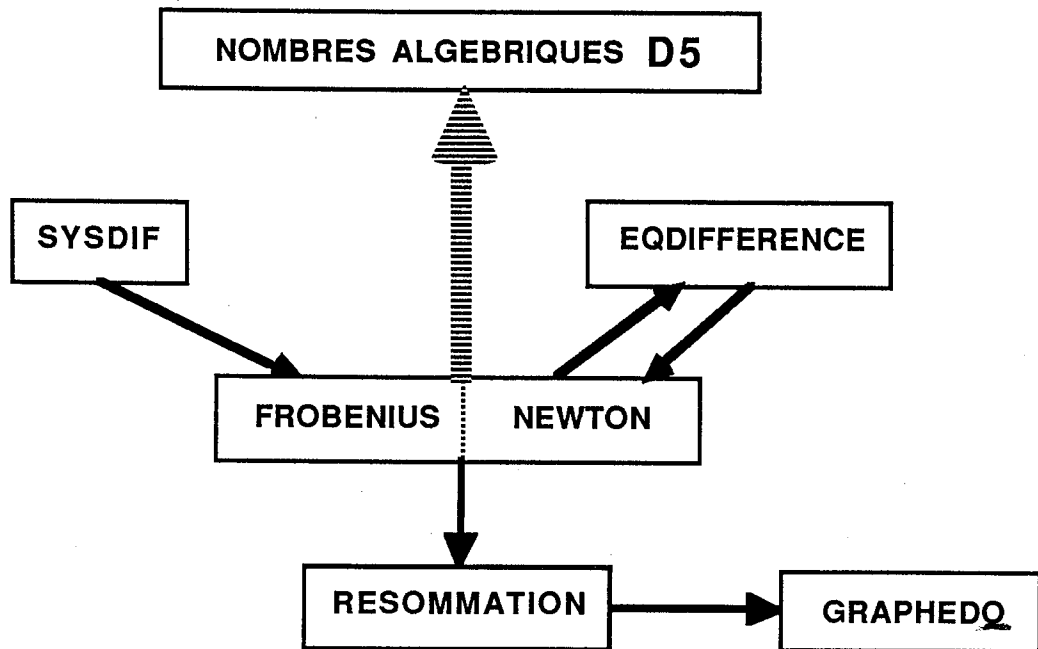 NOMBRES ALGEBRIQUES D5
SYSDIF
EQDIFFERENCE
FROBENIUS NEWTON
RESOMMATION
GRAPHEDO